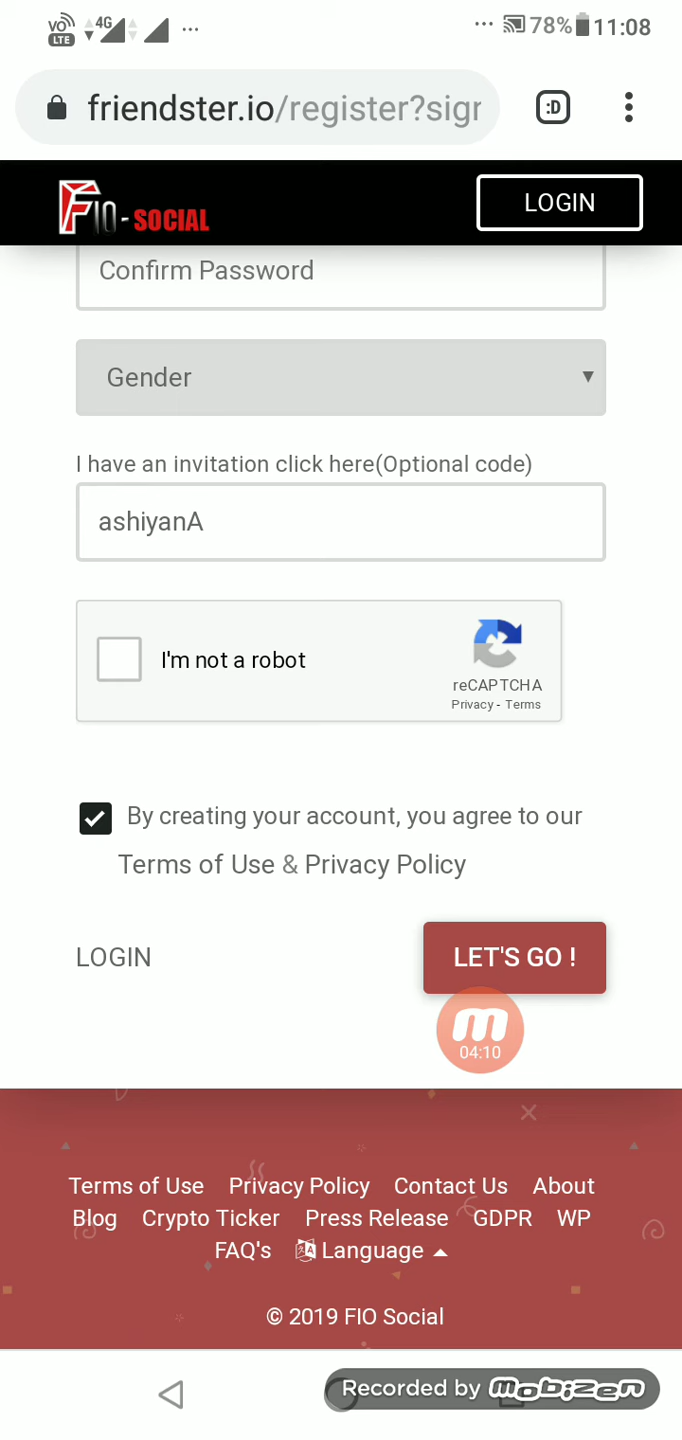 VO
LTE
4G
78%
11:08
friendster.io/register?sigr
:D
FIO-SOCIAL
LOGIN
Confirm Password
Gender
I have an invitation click here(Optional code)
ashiyanA
I'm not a robot
reCAPTCHA
Privacy - Terms
By creating your account, you agree to our
Terms of Use & Privacy Policy
LOGIN
LET'S GO !
m
04:10
Terms of Use Privacy Policy Contact Us About
Blog Crypto Ticker Press Release GDPR WP
FAQ's Language
© 2019 FIO Social
Recorded by mobizen